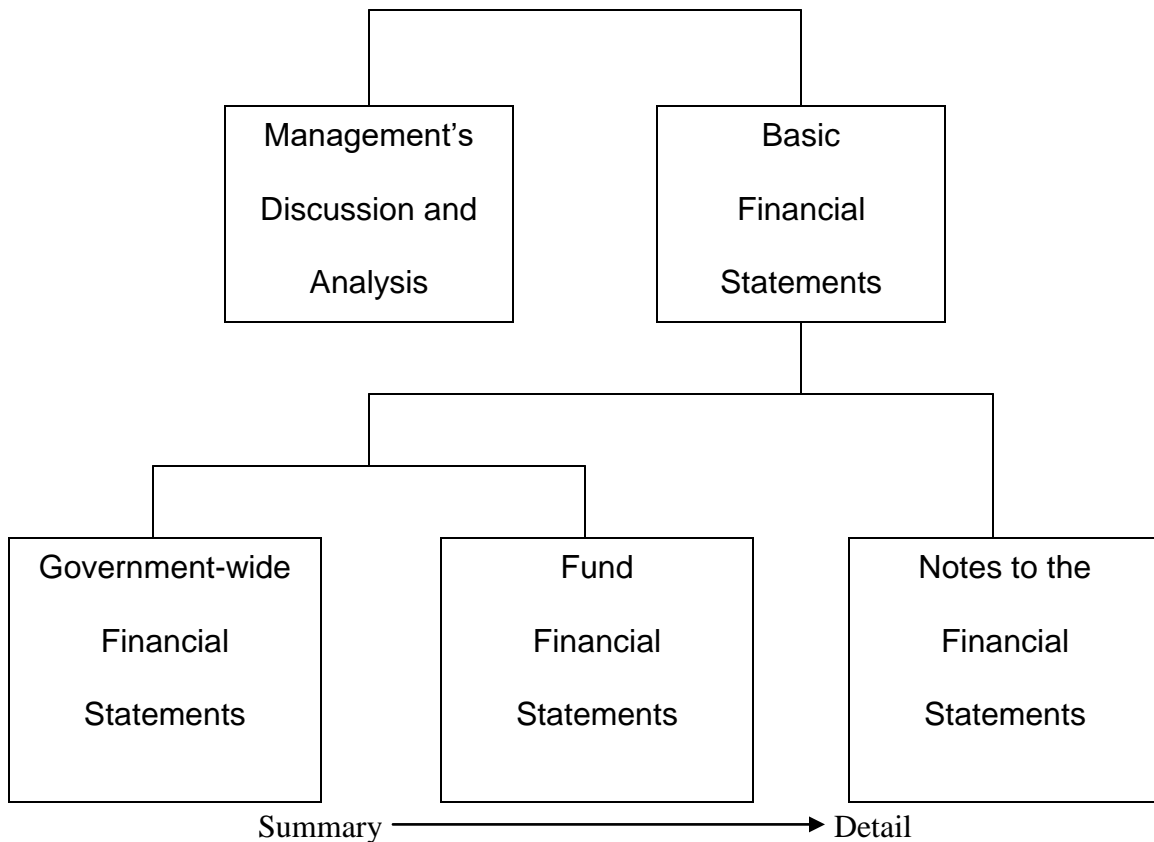 Management’s
Discussion and
Analysis
Basic
Financial
Statements
Government-wide
Financial
Statements
Fund
Financial
Statements
Notes to the
Financial
Statements
Summary
Detail